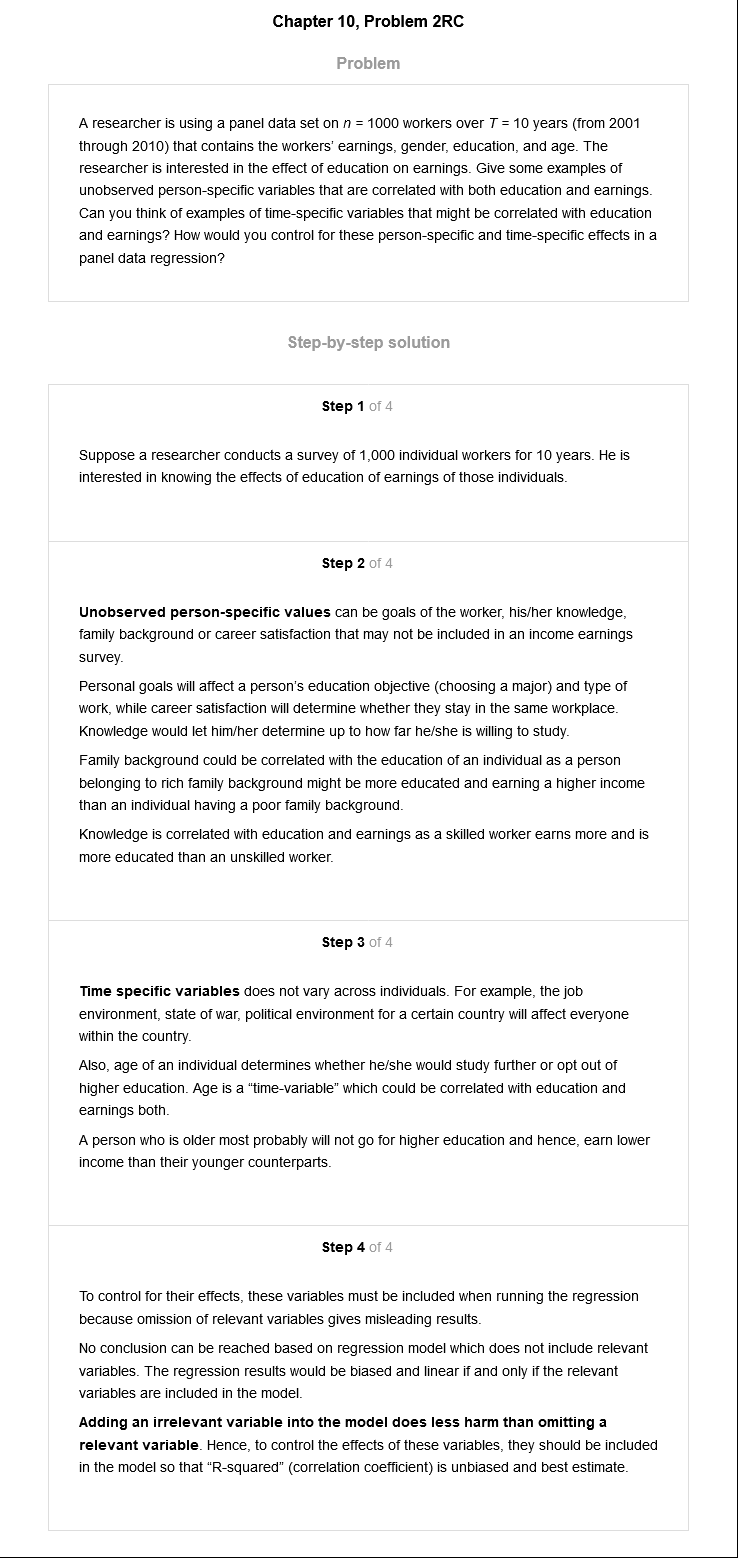 Chapter 10, Problem 2RC
Problem
A researcher is using a panel data set on n = 1000 workers over T = 10 years (from 2001
through 2010) that contains the workers’ earnings, gender, education, and age. The
researcher is interested in the effect of education on earnings. Give some examples of
unobserved person-specific variables that are correlated with both education and earnings.
Can you think of examples of time-specific variables that might be correlated with education
and earnings? How would you control for these person-specific and time-specific effects in a
panel data regression?
Step-by-step solution
Step 1 of 4
Suppose a researcher conducts a survey of 1,000 individual workers for 10 years. He is
interested in knowing the effects of education of earnings of those individuals.
Step 2 of 4
Unobserved person-specific values can be goals of the worker, his/her knowledge,
family background or career satisfaction that may not be included in an income earnings
survey.
Personal goals will affect a person’s education objective (choosing a major) and type of
work, while career satisfaction will determine whether they stay in the same workplace.
Knowledge would let him/her determine up to how far he/she is willing to study.
Family background could be correlated with the education of an individual as a person
belonging to rich family background might be more educated and earning a higher income
than an individual having a poor family background.
Knowledge is correlated with education and earnings as a skilled worker earns more and is
more educated than an unskilled worker.
Step 3 of 4
Time specific variables does not vary across individuals. For example, the job
environment, state of war, political environment for a certain country will affect everyone
within the country.
Also, age of an individual determines whether he/she would study further or opt out of
higher education. Age is a “time-variable” which could be correlated with education and
earnings both.
A person who is older most probably will not go for higher education and hence, earn lower
income than their younger counterparts.
Step 4 of 4
To control for their effects, these variables must be included when running the regression
because omission of relevant variables gives misleading results.
No conclusion can be reached based on regression model which does not include relevant
variables. The regression results would be biased and linear if and only if the relevant
variables are included in the model.
Adding an irrelevant variable into the model does less harm than omitting a
relevant variable. Hence, to control the effects of these variables, they should be included
in the model so that “R-squared” (correlation coefficient) is unbiased and best estimate.